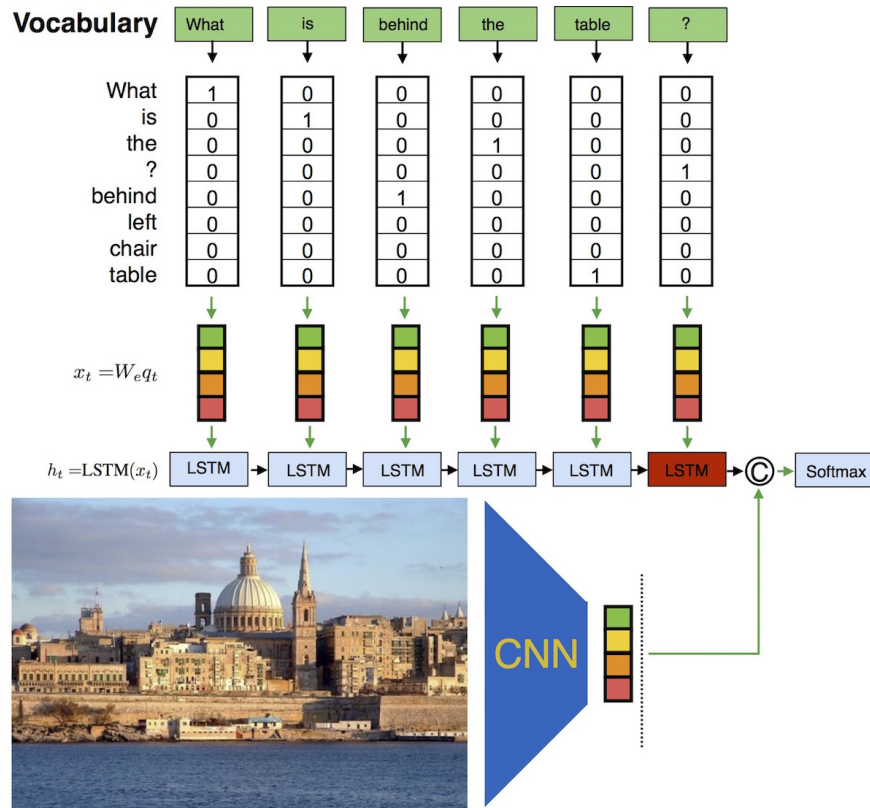 Vocabulary What is behind the table ?
What 1 0 0 0 0 0
is 0 1 0 0 0 0
the 0 0 0 1 0 0
? 0 0 0 0 0 1
behind 0 0 1 0 0 0
left 0 0 0 0 0 0
chair 0 0 0 0 0 0
table 0 0 0 0 1 0
x_t = W_e q_t
h_t = LSTM(x_t) LSTM LSTM LSTM LSTM LSTM LSTM © Softmax
CNN